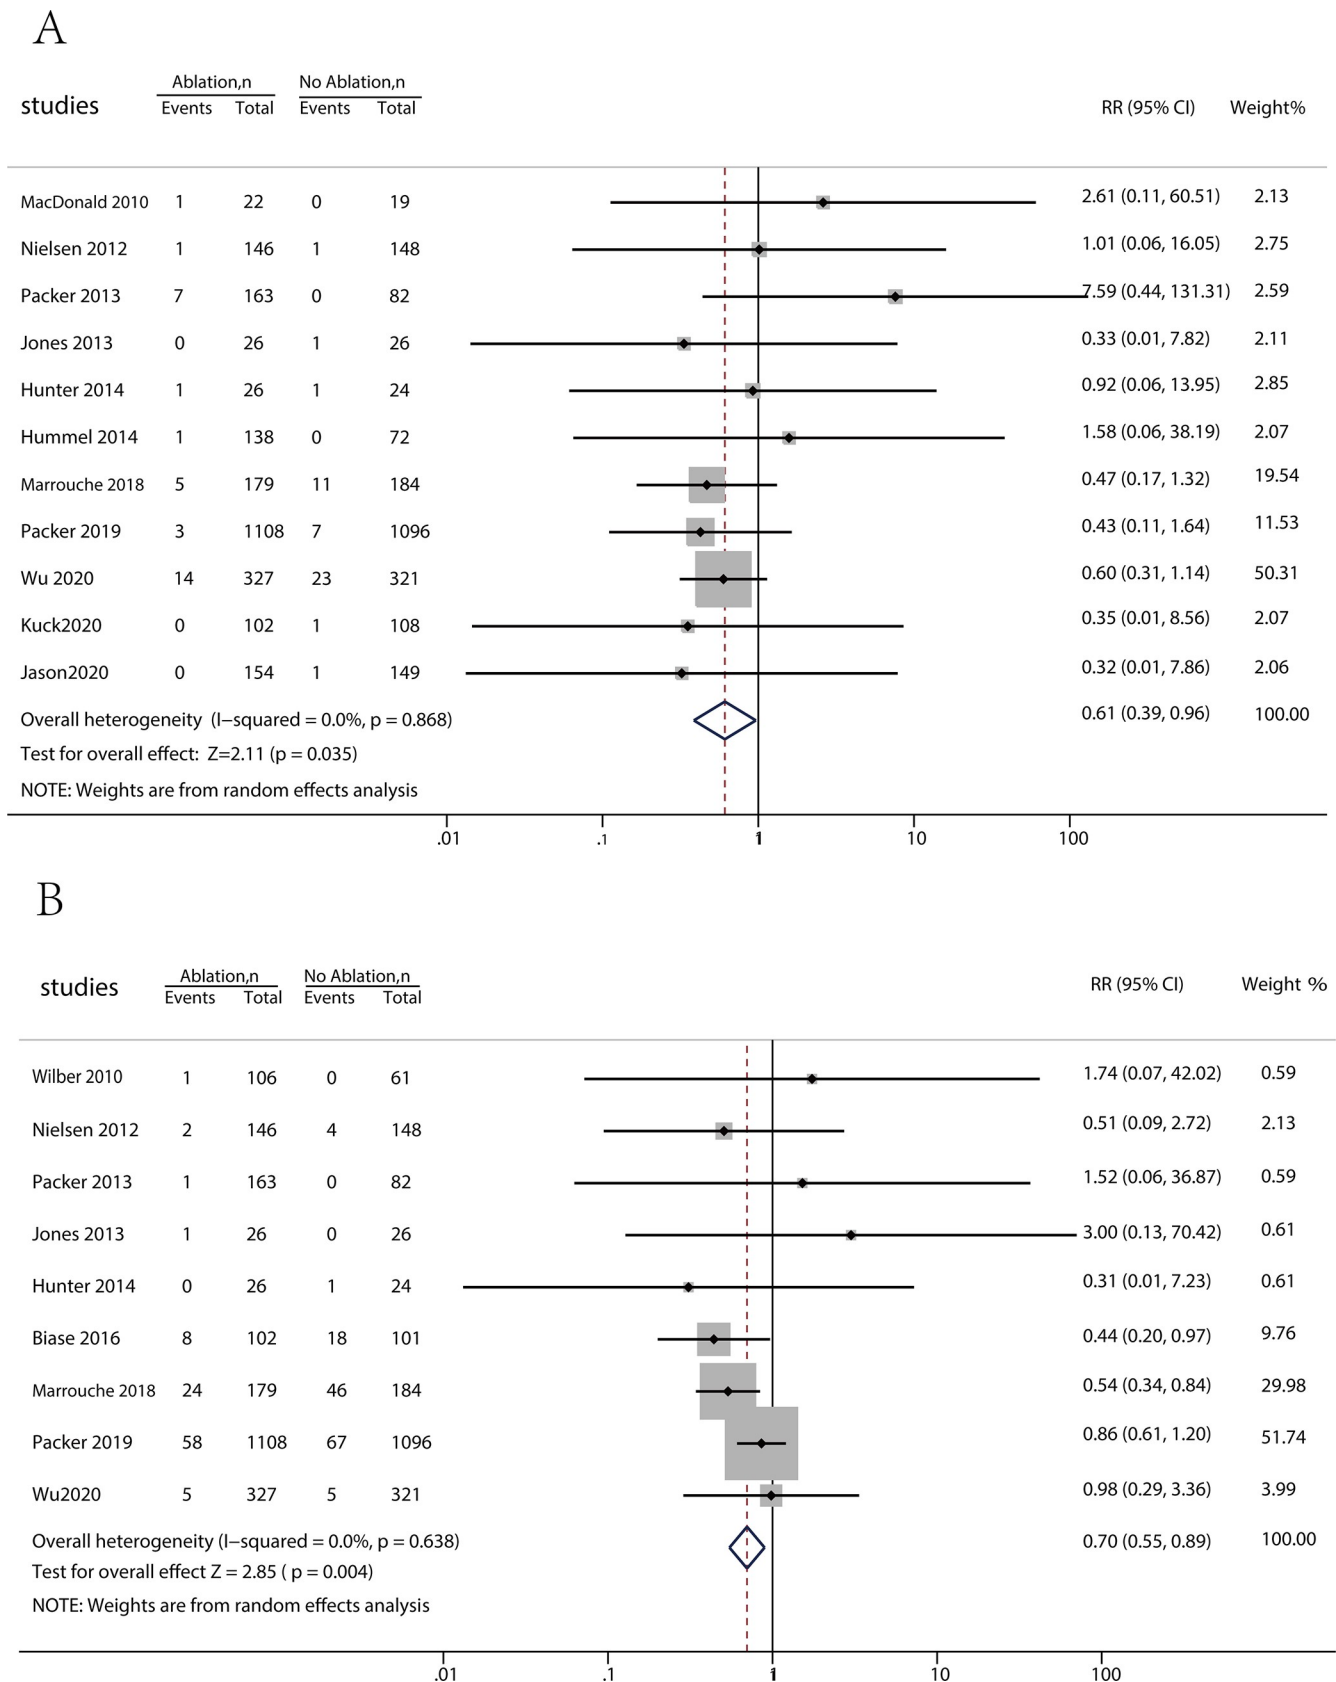 A
Ablation,n No Ablation,n
studies Events Total Events Total RR (95% CI) Weight%
MacDonald 2010 1 22 0 19 2.61 (0.11, 60.51) 2.13
Nielsen 2012 1 146 1 148 1.01 (0.06, 16.05) 2.75
Packer 2013 7 163 0 82 7.59 (0.44, 131.31) 2.59
Jones 2013 0 26 1 26 0.33 (0.01, 7.82) 2.11
Hunter 2014 1 26 1 24 0.92 (0.06, 13.95) 2.85
Hummel 2014 1 138 0 72 1.58 (0.06, 38.19) 2.07
Marrouche 2018 5 179 11 184 0.47 (0.17, 1.32) 19.54
Packer 2019 3 1108 7 1096 0.43 (0.11, 1.64) 11.53
Wu 2020 14 327 23 321 0.60 (0.31, 1.14) 50.31
Kuck2020 0 102 1 108 0.35 (0.01, 8.56) 2.07
Jason2020 0 154 1 149 0.32 (0.01, 7.86) 2.06
Overall heterogeneity (I−squared = 0.0%, p = 0.868) 0.61 (0.39, 0.96) 100.00
Test for overall effect: Z=2.11 (p = 0.035)
NOTE: Weights are from random effects analysis
.01 .1 1 10 100
B
Ablation,n No Ablation,n
studies Events Total Events Total RR (95% CI) Weight %
Wilber 2010 1 106 0 61 1.74 (0.07, 42.02) 0.59
Nielsen 2012 2 146 4 148 0.51 (0.09, 2.72) 2.13
Packer 2013 1 163 0 82 1.52 (0.06, 36.87) 0.59
Jones 2013 1 26 0 26 3.00 (0.13, 70.42) 0.61
Hunter 2014 0 26 1 24 0.31 (0.01, 7.23) 0.61
Biase 2016 8 102 18 101 0.44 (0.20, 0.97) 9.76
Marrouche 2018 24 179 46 184 0.54 (0.34, 0.84) 29.98
Packer 2019 58 1108 67 1096 0.86 (0.61, 1.20) 51.74
Wu2020 5 327 5 321 0.98 (0.29, 3.36) 3.99
Overall heterogeneity (I−squared = 0.0%, p = 0.638) 0.70 (0.55, 0.89) 100.00
Test for overall effect Z = 2.85 ( p = 0.004)
NOTE: Weights are from random effects analysis
.01 .1 1 10 100